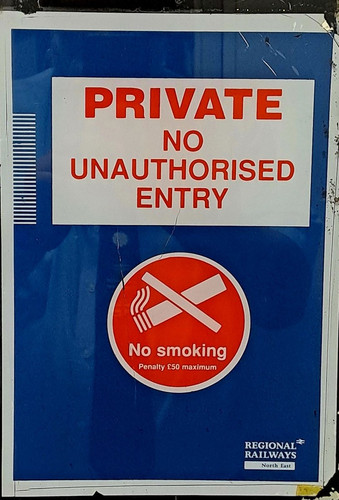 PRIVATE
NO
UNAUTHORISED
ENTRY
No smoking
Penalty £50 maximum
REGIONAL
RAILWAYS
North East